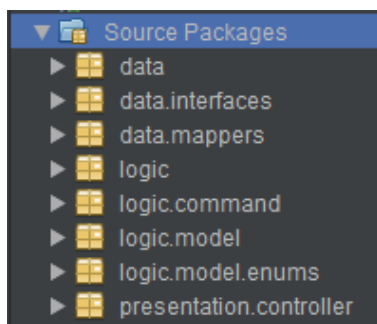 Source Packages
data
data.interfaces
data.mappers
logic
logic.command
logic.model
logic.model.enums
presentation.controller